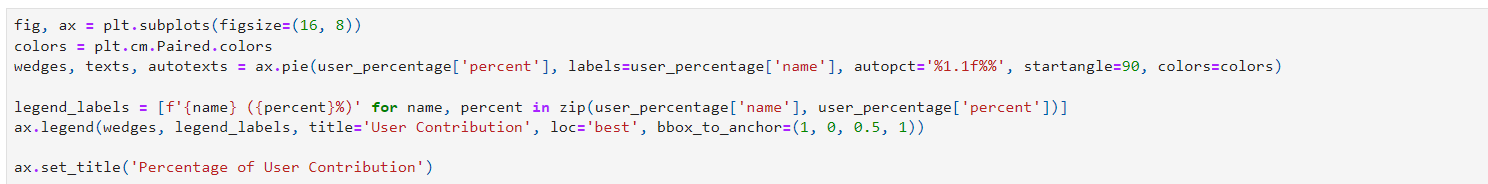 fig, ax = plt.subplots(figsize=(16, 8))
colors = plt.cm.Paired.colors
wedges, texts, autotexts = ax.pie(user_percentage['percent'], labels=user_percentage['name'], autopct='%1.1f%%', startangle=90, colors=colors)
legend_labels = [f'{name} ({percent}%)' for name, percent in zip(user_percentage['name'], user_percentage['percent'])]
ax.legend(wedges, legend_labels, title='User Contribution', loc='best', bbox_to_anchor=(1, 0, 0.5, 1))
ax.set_title('Percentage of User Contribution')